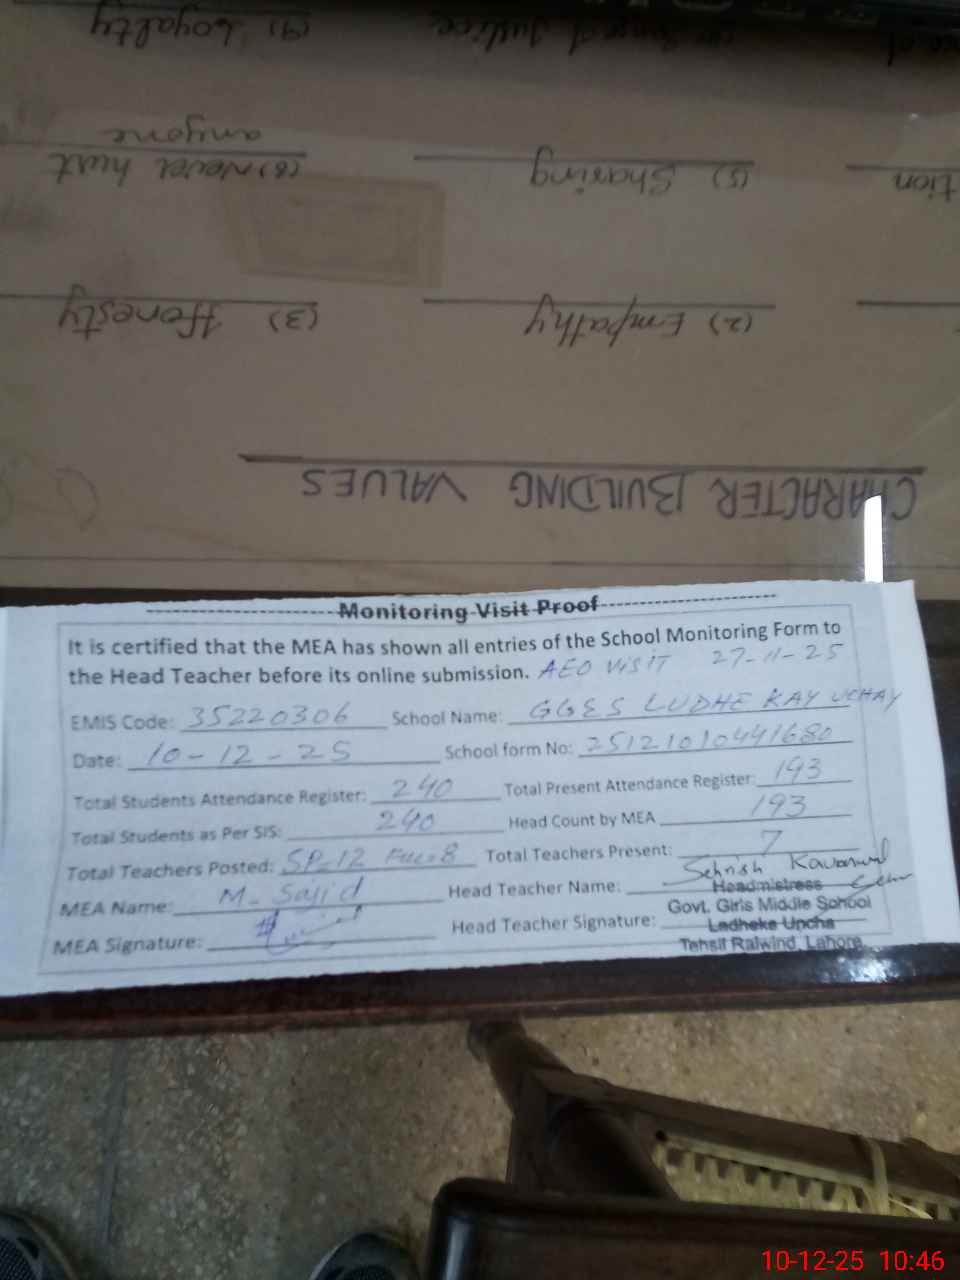 (9) Loyalty
Justice
(6) Never hurt
anyone
(5) Sharing
tion
(3) Honesty
(2) Empathy
CHARACTER BUILDING VALUES
Monitoring Visit Proof
It is certified that the MEA has shown all entries of the School Monitoring Form to
the Head Teacher before its online submission. AEO VISIT 27-11-25
EMIS Code: 35220306 School Name: GGES LUDHE KAY UCHAY
Date: 10-12-25 School form No: 25121010441680
Total Students Attendance Register: 240 Total Present Attendance Register: 193
Total Students as Per SIS: 240 Head Count by MEA 193
Total Teachers Posted: SP-12 8 Total Teachers Present: 7
MEA Name: M. Sajid Head Teacher Name: Sehrish
Headmistress
MEA Signature: Head Teacher Signature: Govt. Girls Middle School
Ladheke Uncha
Tehsil Raiwind, Lahore
10-12-25 10:46